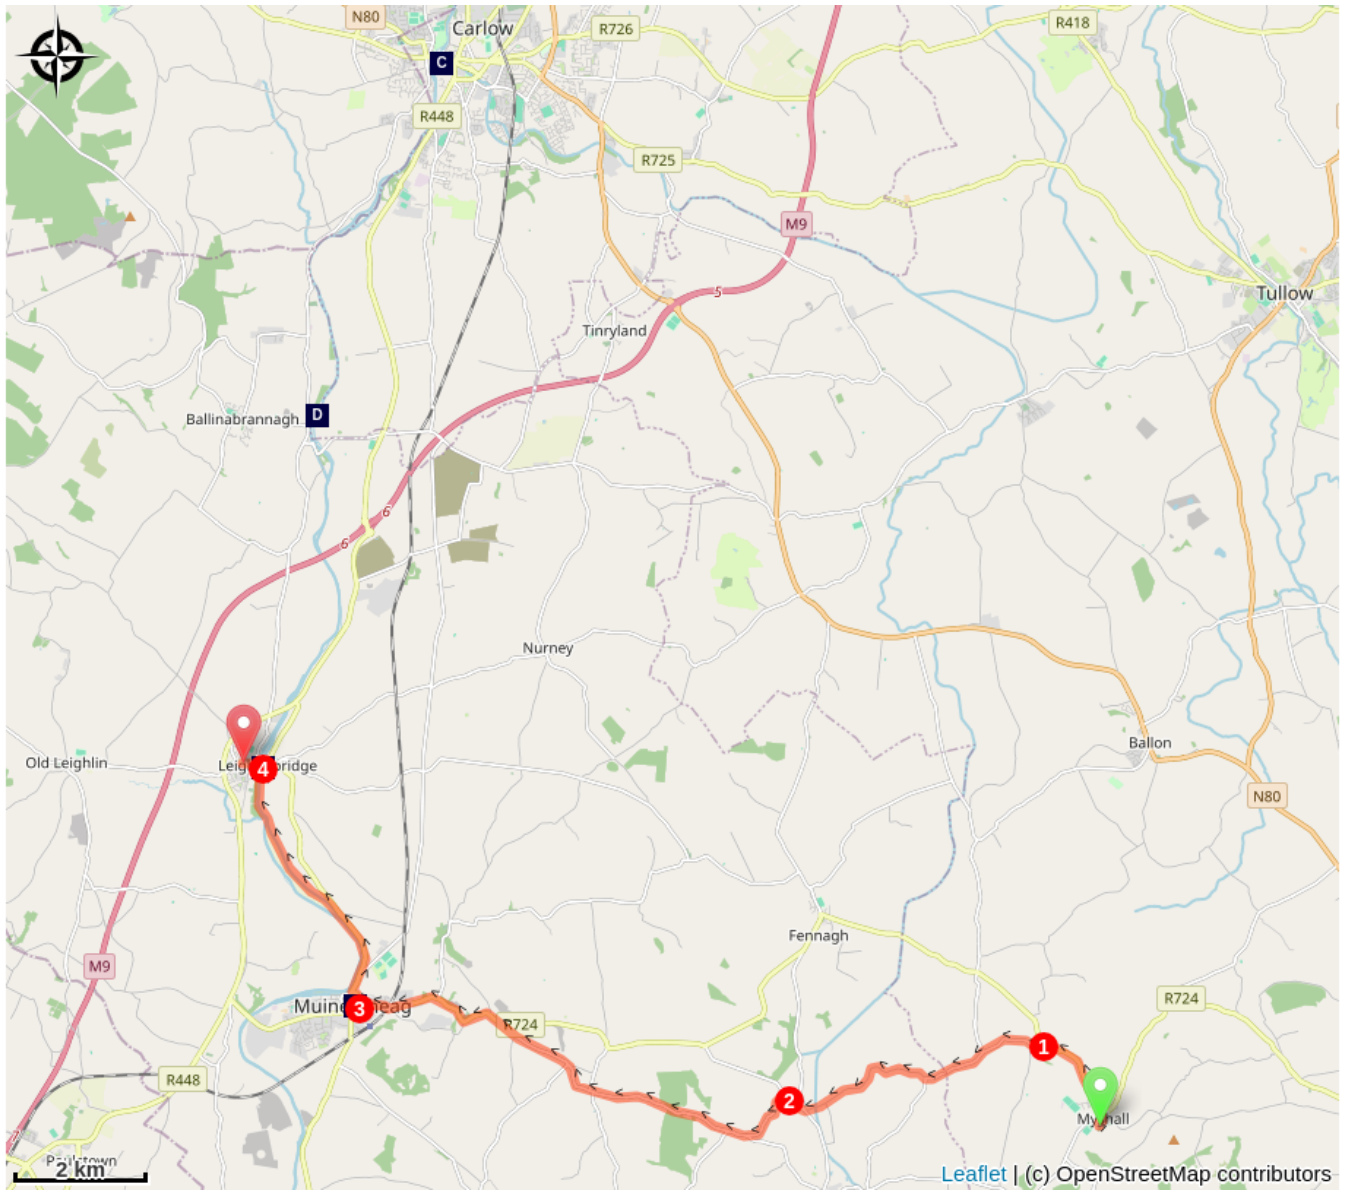 N80
Carlow
R726
R418
C
R448
R725
M9
Tullow
5
Tinryland
Ballinabrannagh
D
6
6
Nurney
Old Leighlin
4
Ballon
N80
Fennagh
M9
R724
3
R724
1
R448
2
Myshall
2 km
Leaflet | (c) OpenStreetMap contributors